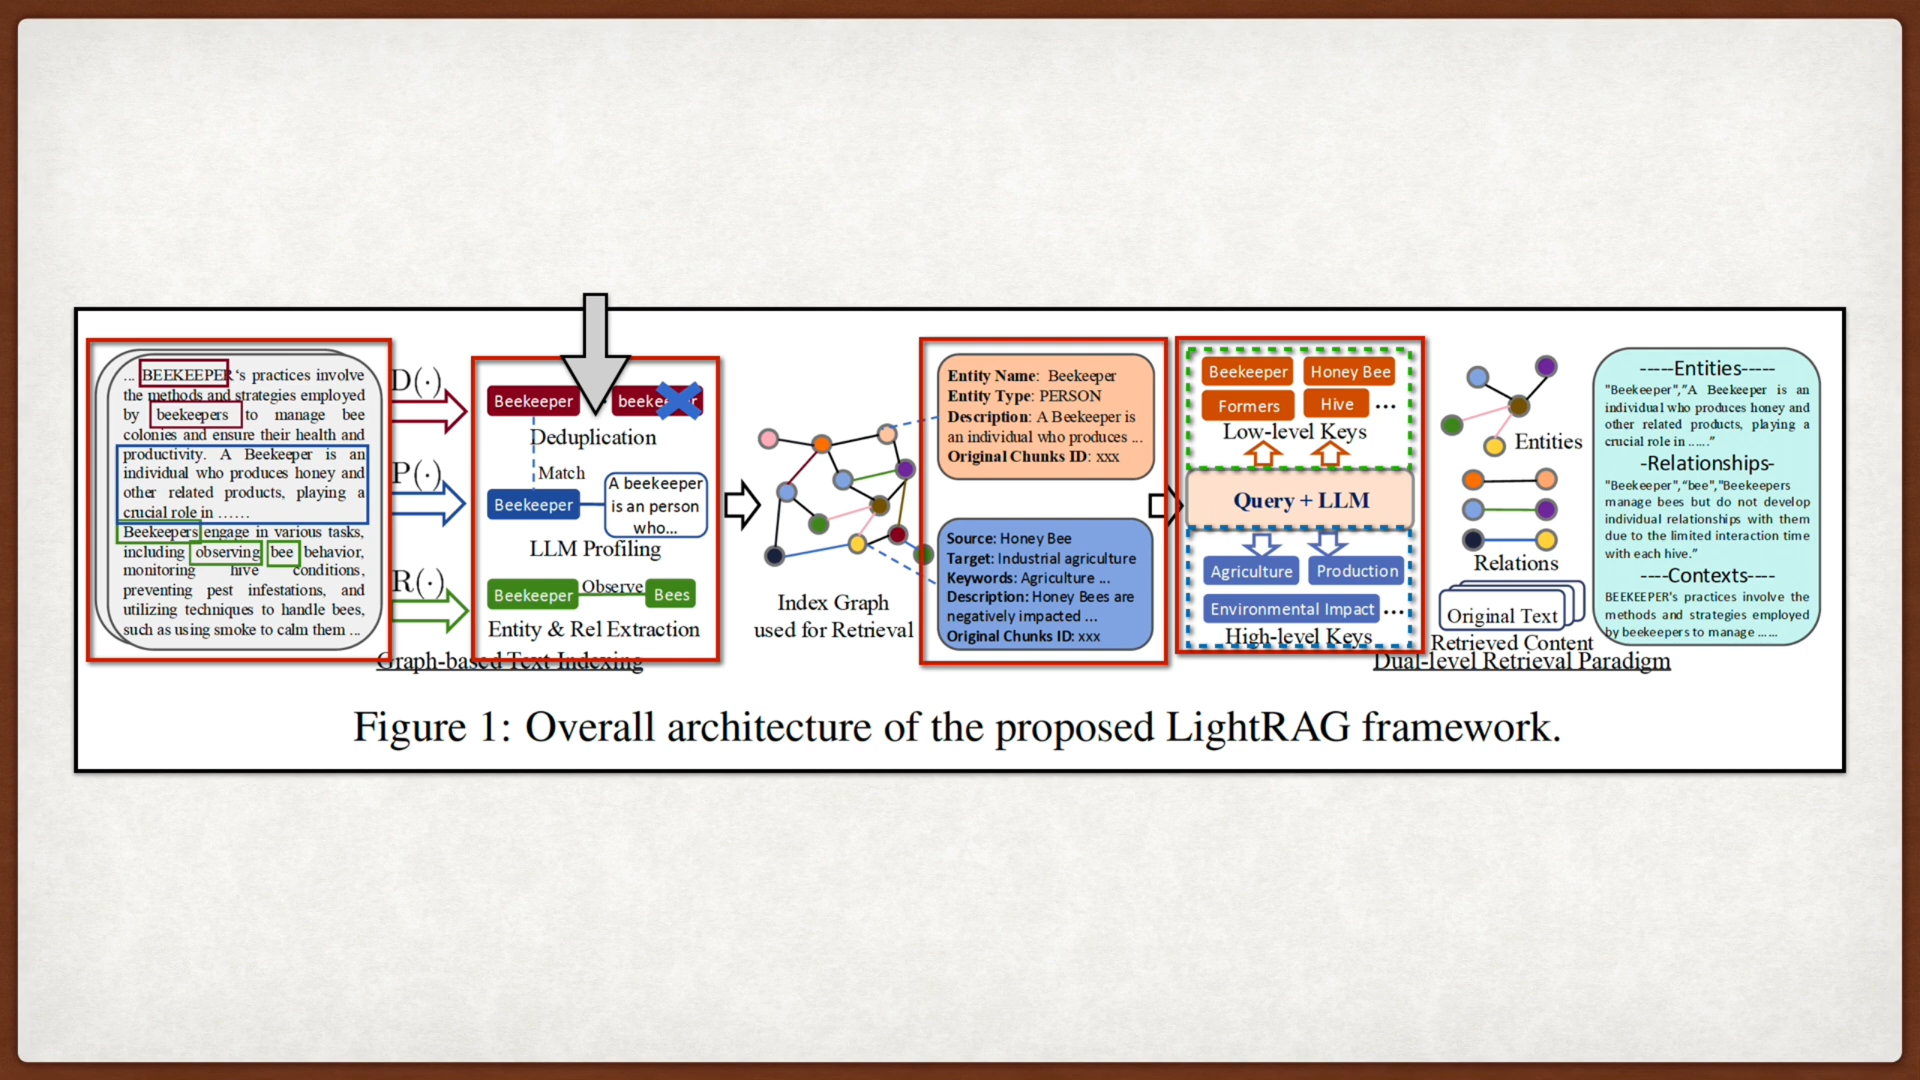 ... BEEKEEPER's practices involve
the methods and strategies employed
by beekeepers to manage bee
colonies and ensure their health and
productivity. A Beekeeper is an
individual who produces honey and
other related products, playing a
crucial role in ......
Beekeepers engage in various tasks,
including observing bee behavior,
monitoring hive conditions,
preventing pest infestations, and
utilizing techniques to handle bees,
such as using smoke to calm them ...
D(·)
P(·)
R(·)
Beekeeper
Deduplication
Match
Beekeeper
A beekeeper
is an person
who...
LLM Profiling
Beekeeper Observe Bees
Entity & Rel Extraction
Graph-based Text Indexing
Index Graph
used for Retrieval
Entity Name: Beekeeper
Entity Type: PERSON
Description: A Beekeeper is
an individual who produces ...
Original Chunks ID: xxx
Source: Honey Bee
Target: Industrial agriculture
Keywords: Agriculture ...
Description: Honey Bees are
negatively impacted ...
Original Chunks ID: xxx
Beekeeper Honey Bee
Formers Hive ...
Low-level Keys
Query + LLM
Agriculture Production
Environmental Impact ...
High-level Keys
Entities
Relations
Original Text
Retrieved Content
Dual-level Retrieval Paradigm
-----Entities-----
"Beekeeper","A Beekeeper is an
individual who produces honey and
other related products, playing a
crucial role in ......"
-Relationships-
"Beekeeper","bee","Beekeepers
manage bees but do not develop
individual relationships with them
due to the limited interaction time
with each hive."
----Contexts----
BEEKEEPER's practices involve the
methods and strategies employed
by beekeepers to manage ......
Figure 1: Overall architecture of the proposed LightRAG framework.